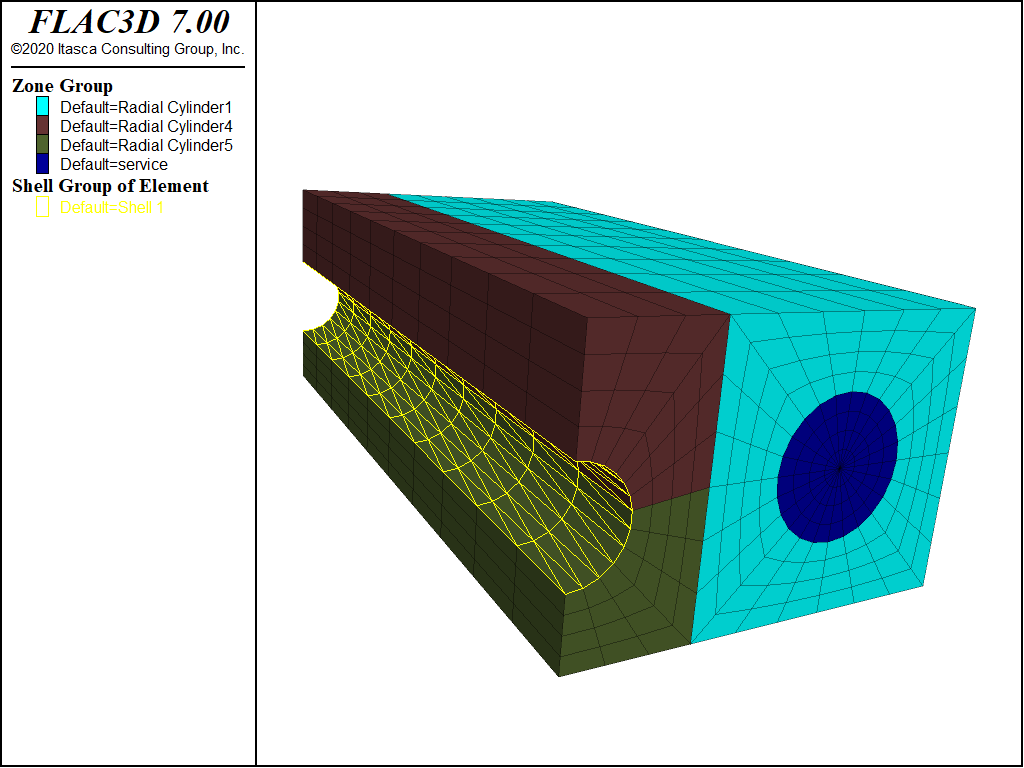 FLAC3D 7.00
©2020 Itasca Consulting Group, Inc.
Zone Group
Default=Radial Cylinder1
Default=Radial Cylinder4
Default=Radial Cylinder5
Default=service
Shell Group of Element
Default=Shell 1